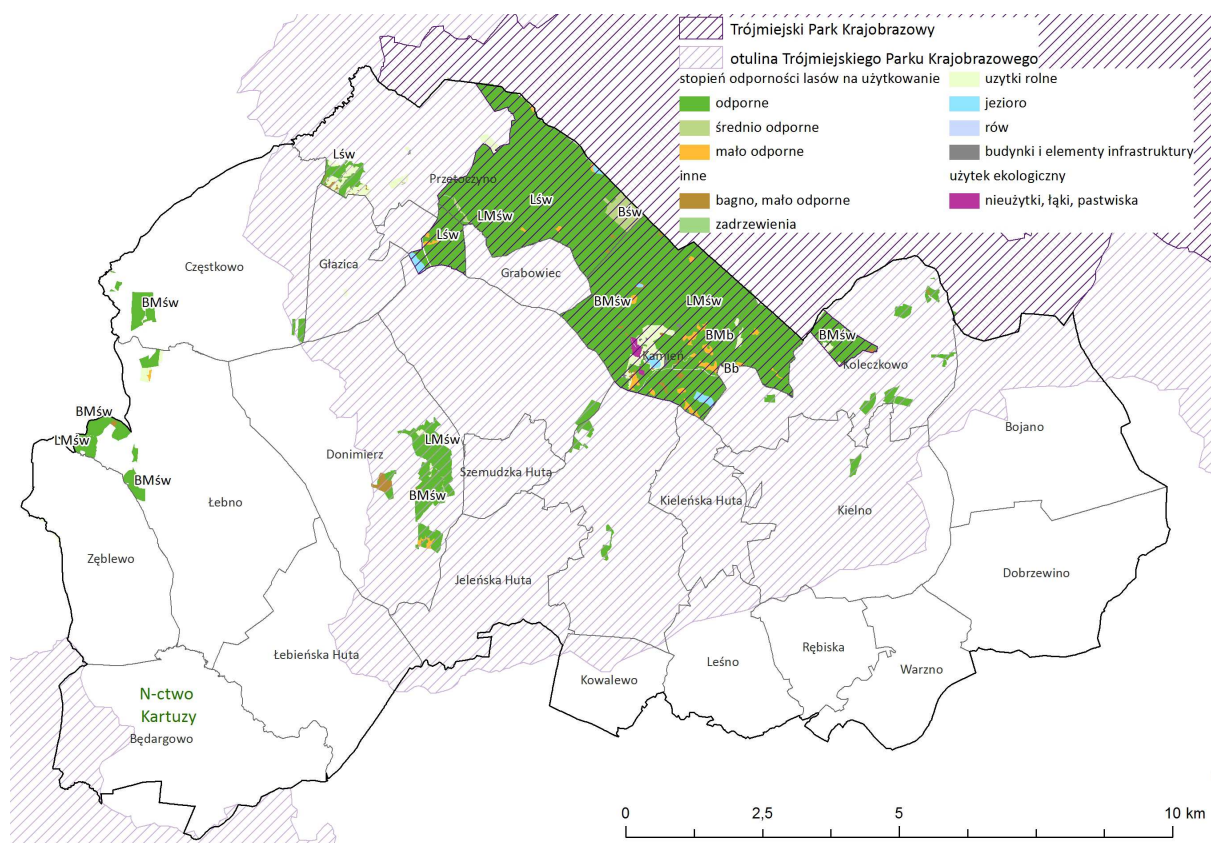 Trójmiejski Park Krajobrazowy
otulina Trójmiejskiego Parku Krajobrazowego
stopień odporności lasów na użytkowanie
odporne
średnio odporne
mało odporne
inne
bagno, mało odporne
zadrzewienia
uzytki rolne
jezioro
rów
budynki i elementy infrastruktury
użytek ekologiczny
nieużytki, łąki, pastwiska
Lśw
Przetoczyno
Lśw
LMśw
Bśw
Lśw
Głazica
Częstkowo
Grabowiec
BMśw
BMśw
LMśw
BMb
BMśw
Kamień
Bb
Koleczkowo
BMśw
LMśw
BMśw
Donimierz
LMśw
Szemudzka Huta
BMśw
Bojano
Łebno
Kieleńska Huta
Kielno
Zęblewo
Jeleńska Huta
Dobrzewino
Łebieńska Huta
Kowalewo
Leśno
Rębiska
Warzno
N-ctwo
Kartuzy
Będargowo
0 2,5 5 10 km